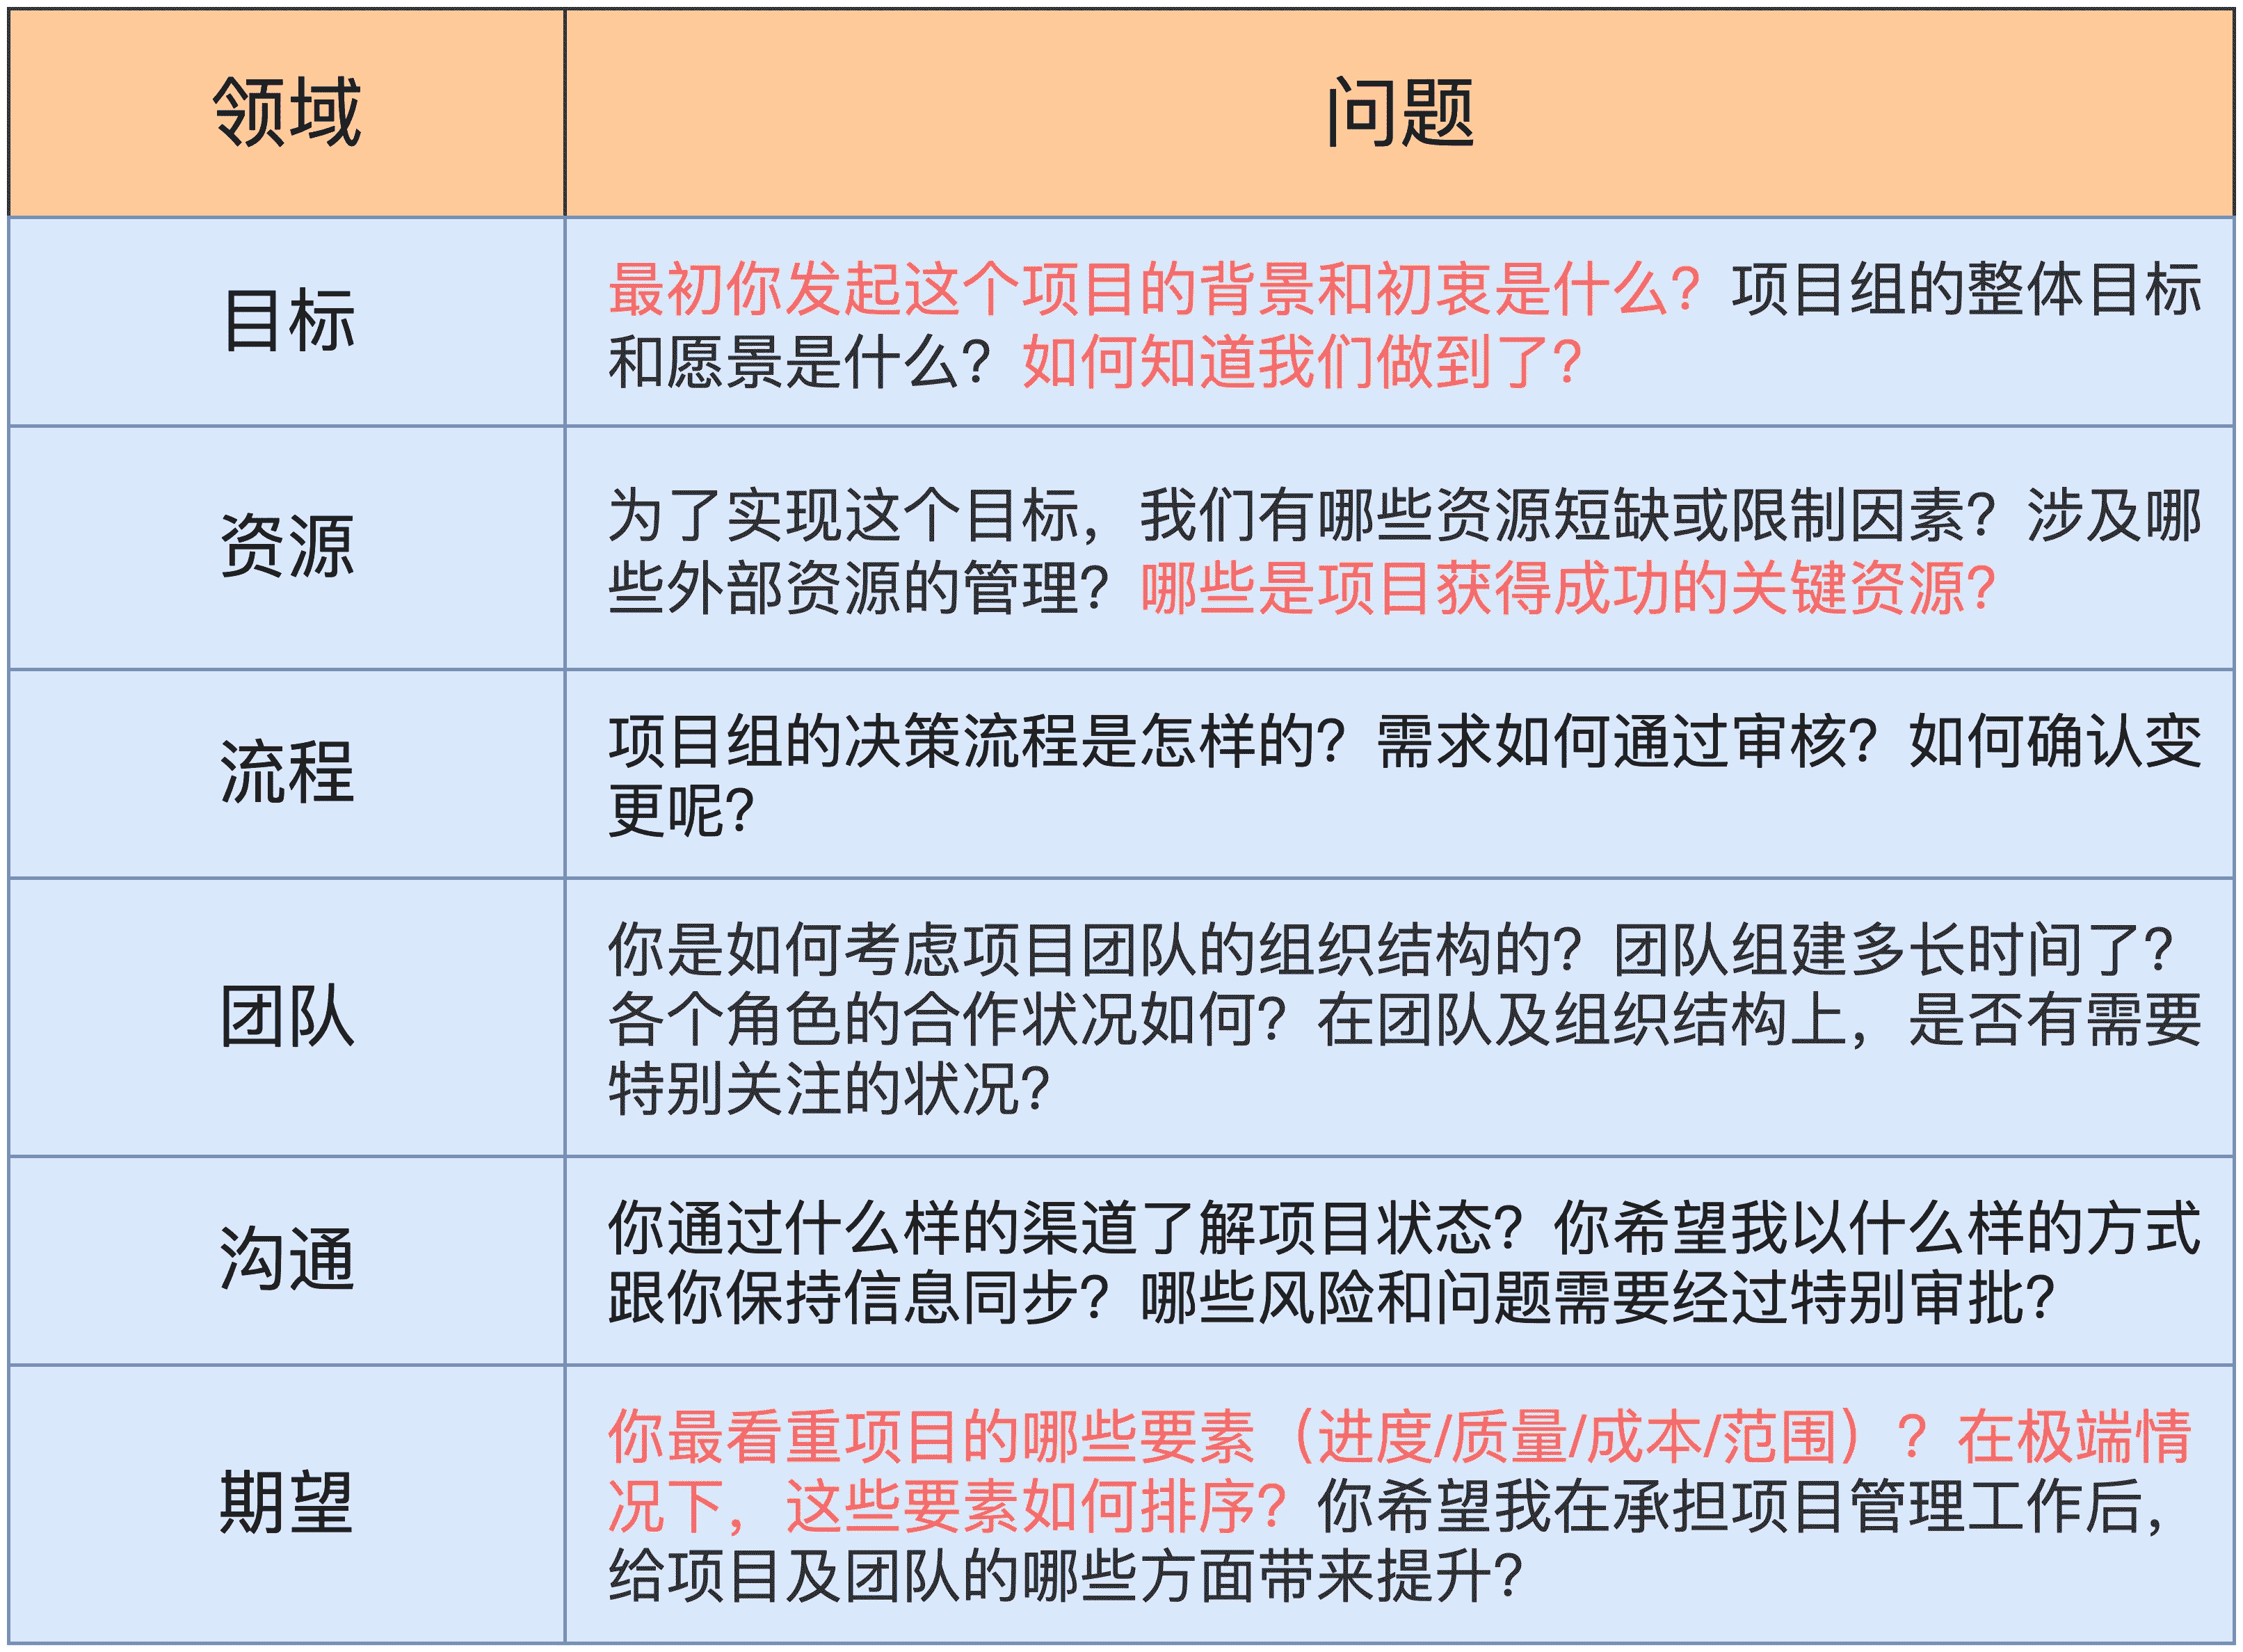 领域
问题
目标
最初你发起这个项目的背景和初衷是什么？项目组的整体目标
和愿景是什么？如何知道我们做到了？
资源
为了实现这个目标，我们有哪些资源短缺或限制因素？涉及哪
些外部资源的管理？哪些是项目获得成功的关键资源？
流程
项目组的决策流程是怎样的？需求如何通过审核？如何确认变
更呢？
团队
你是如何考虑项目团队的组织结构的？团队组建多长时间了？
各个角色的合作状况如何？在团队及组织结构上，是否有需要
特别关注的状况？
沟通
你通过什么样的渠道了解项目状态？你希望我以什么样的方式
跟你保持信息同步？哪些风险和问题需要经过特别审批？
期望
你最看重项目的哪些要素（进度/质量/成本/范围）？在极端情
况下，这些要素如何排序？你希望我在承担项目管理工作后，
给项目及团队的哪些方面带来提升？